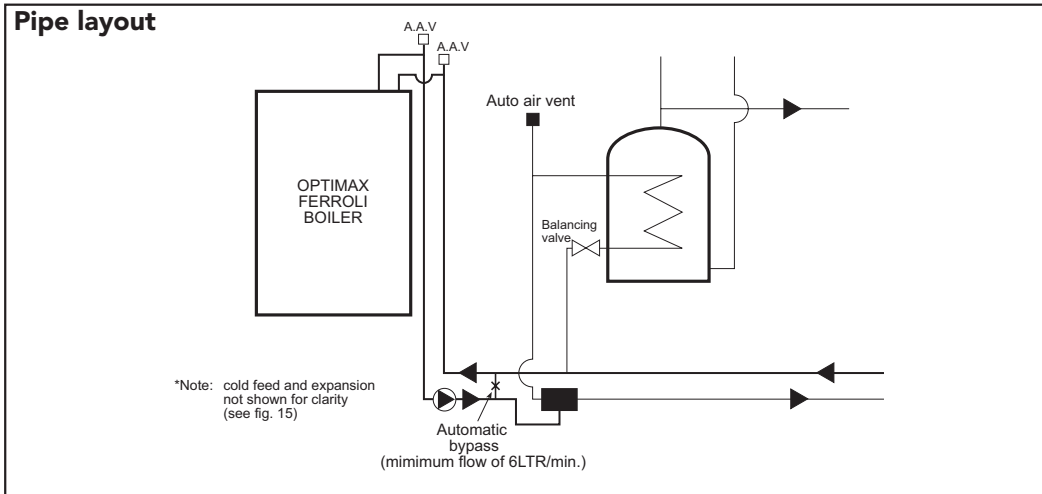 Pipe layout
A.A.V
A.A.V
Auto air vent
OPTIMAX
FERROLI
BOILER
Balancing
valve
*Note: cold feed and expansion
not shown for clarity
(see fig. 15)
Automatic
bypass
(mimimum flow of 6LTR/min.)